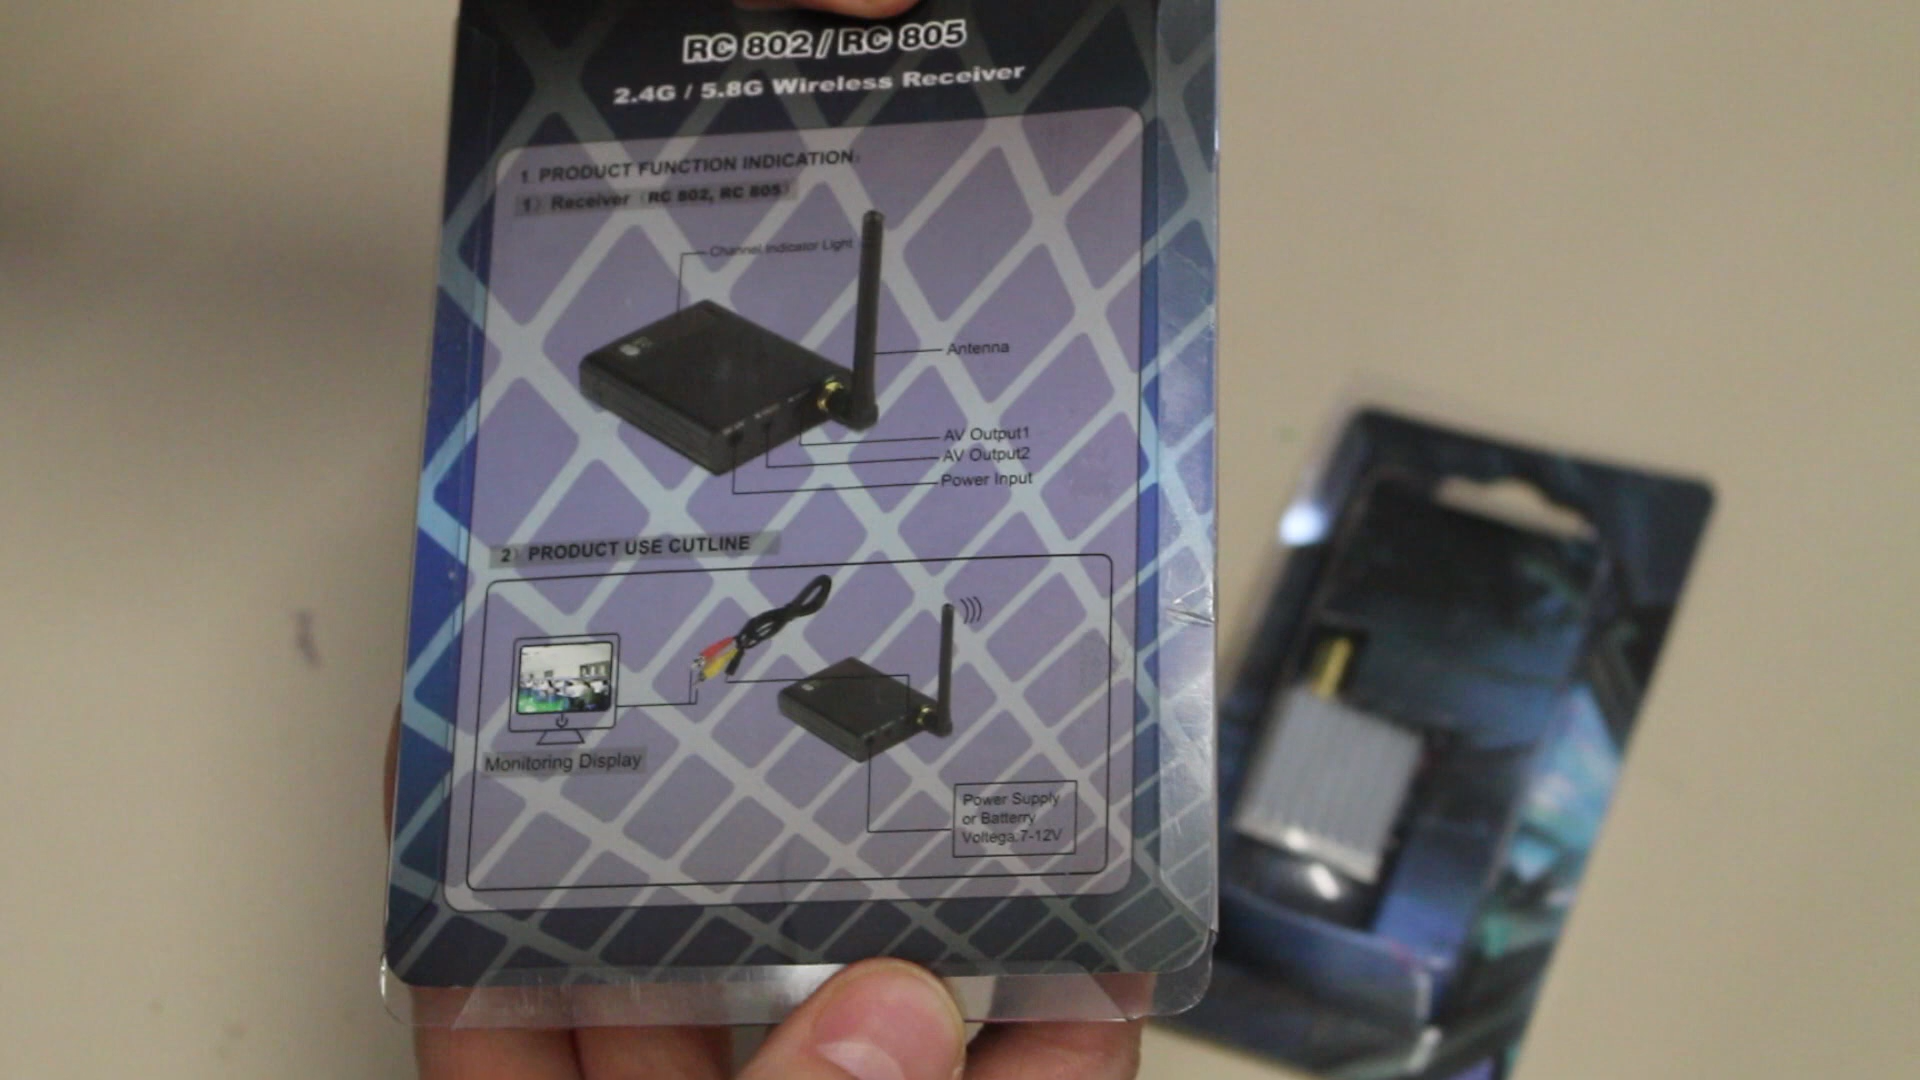 RC 802 / RC 805
2.4G / 5.8G Wireless Receiver
1 PRODUCT FUNCTION INDICATION:
1) Receiver (RC 802, RC 805)
Channel Indicator Light
Antenna
AV Output1
AV Output2
Power Input
2) PRODUCT USE CUTLINE
Monitoring Display
Power Supply
or Batterry
Voltega.7-12V